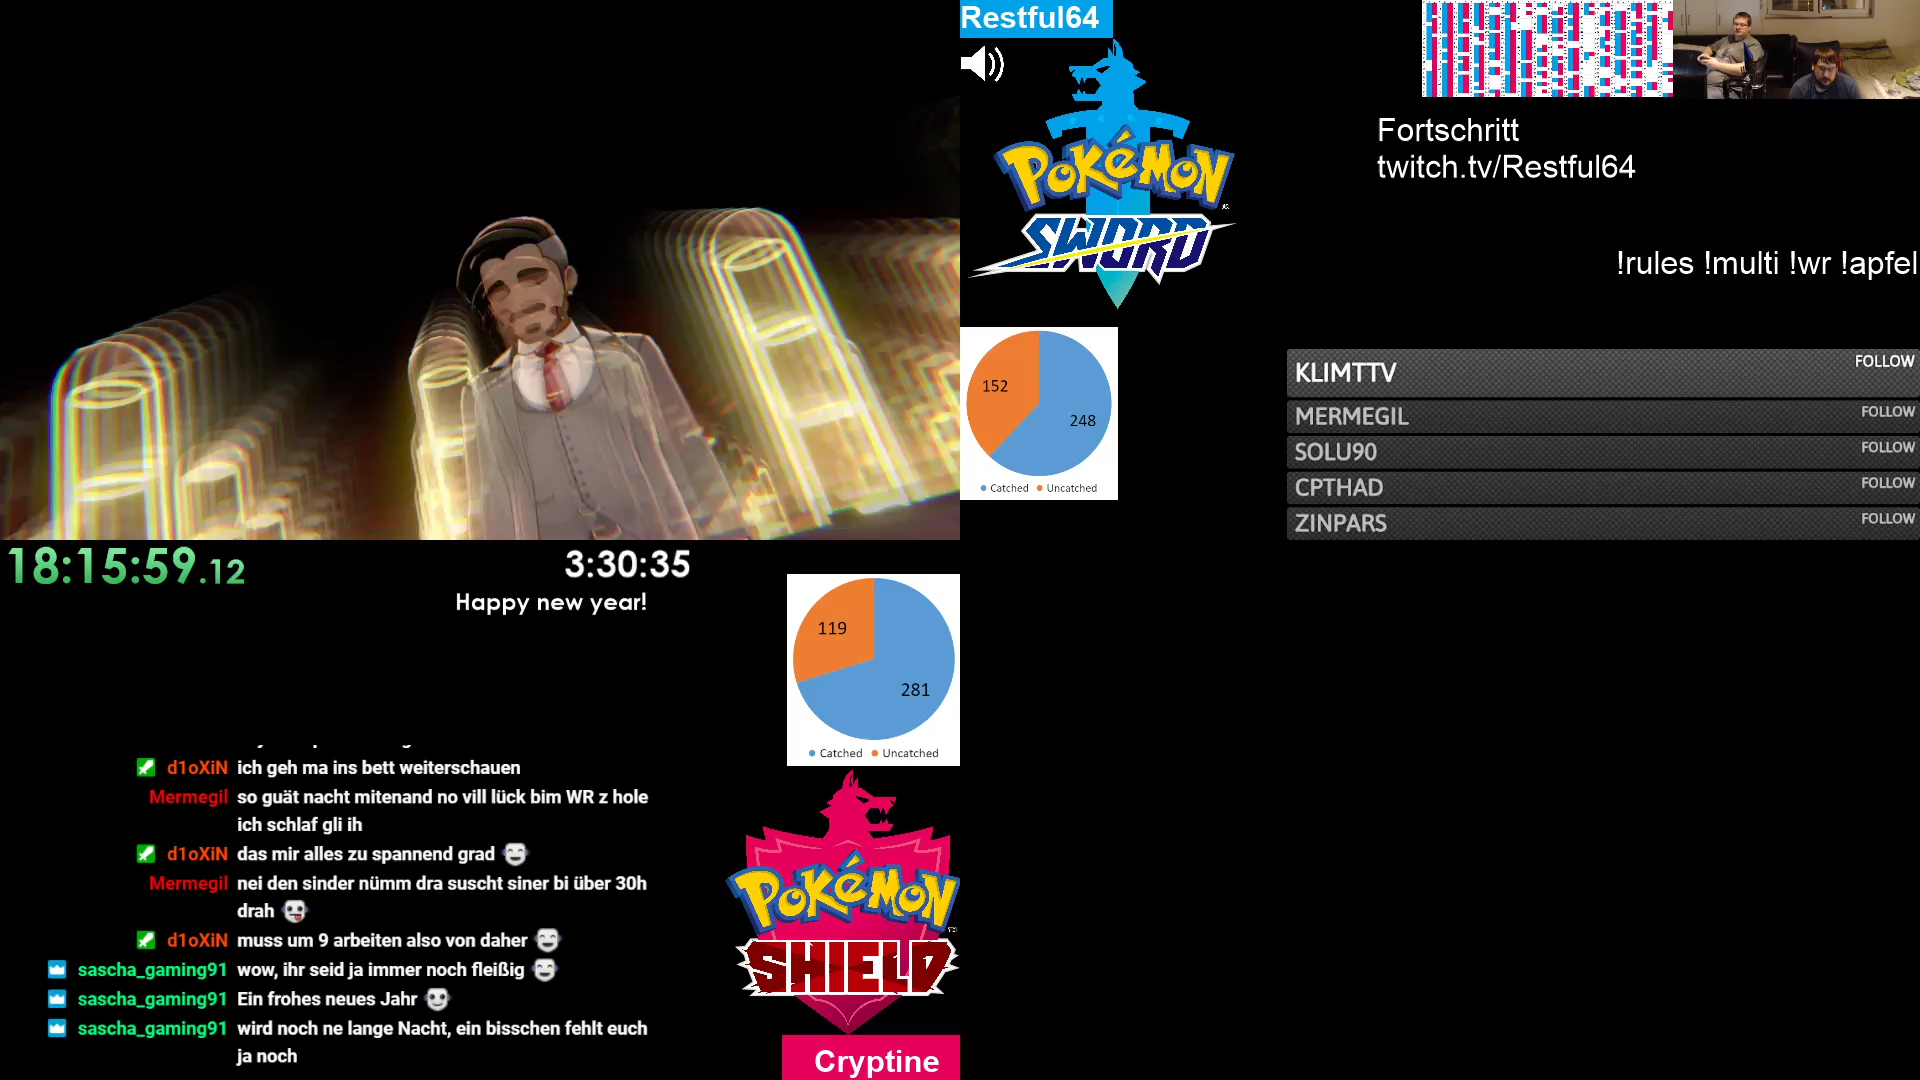 Restful64
POKÉMON
SWORD
Fortschritt
twitch.tv/Restful64
!rules !multi !wr !apfel
152
248
Catched Uncatched
KLIMTTV FOLLOW
MERMEGIL FOLLOW
SOLU90 FOLLOW
CPTHAD FOLLOW
ZINPARS FOLLOW
18:15:59.12
3:30:35
Happy new year!
119
281
Catched Uncatched
d1oXiN ich geh ma ins bett weiterschauen
Mermegil so guät nacht mitenand no vill lück bim WR z hole
ich schlaf gli ih
d1oXiN das mir alles zu spannend grad
Mermegil nei den sinder nümm dra suscht siner bi über 30h
drah
d1oXiN muss um 9 arbeiten also von daher
sascha_gaming91 wow, ihr seid ja immer noch fleißig
sascha_gaming91 Ein frohes neues Jahr
sascha_gaming91 wird noch ne lange Nacht, ein bisschen fehlt euch
ja noch
POKÉMON
SHIELD
Cryptine